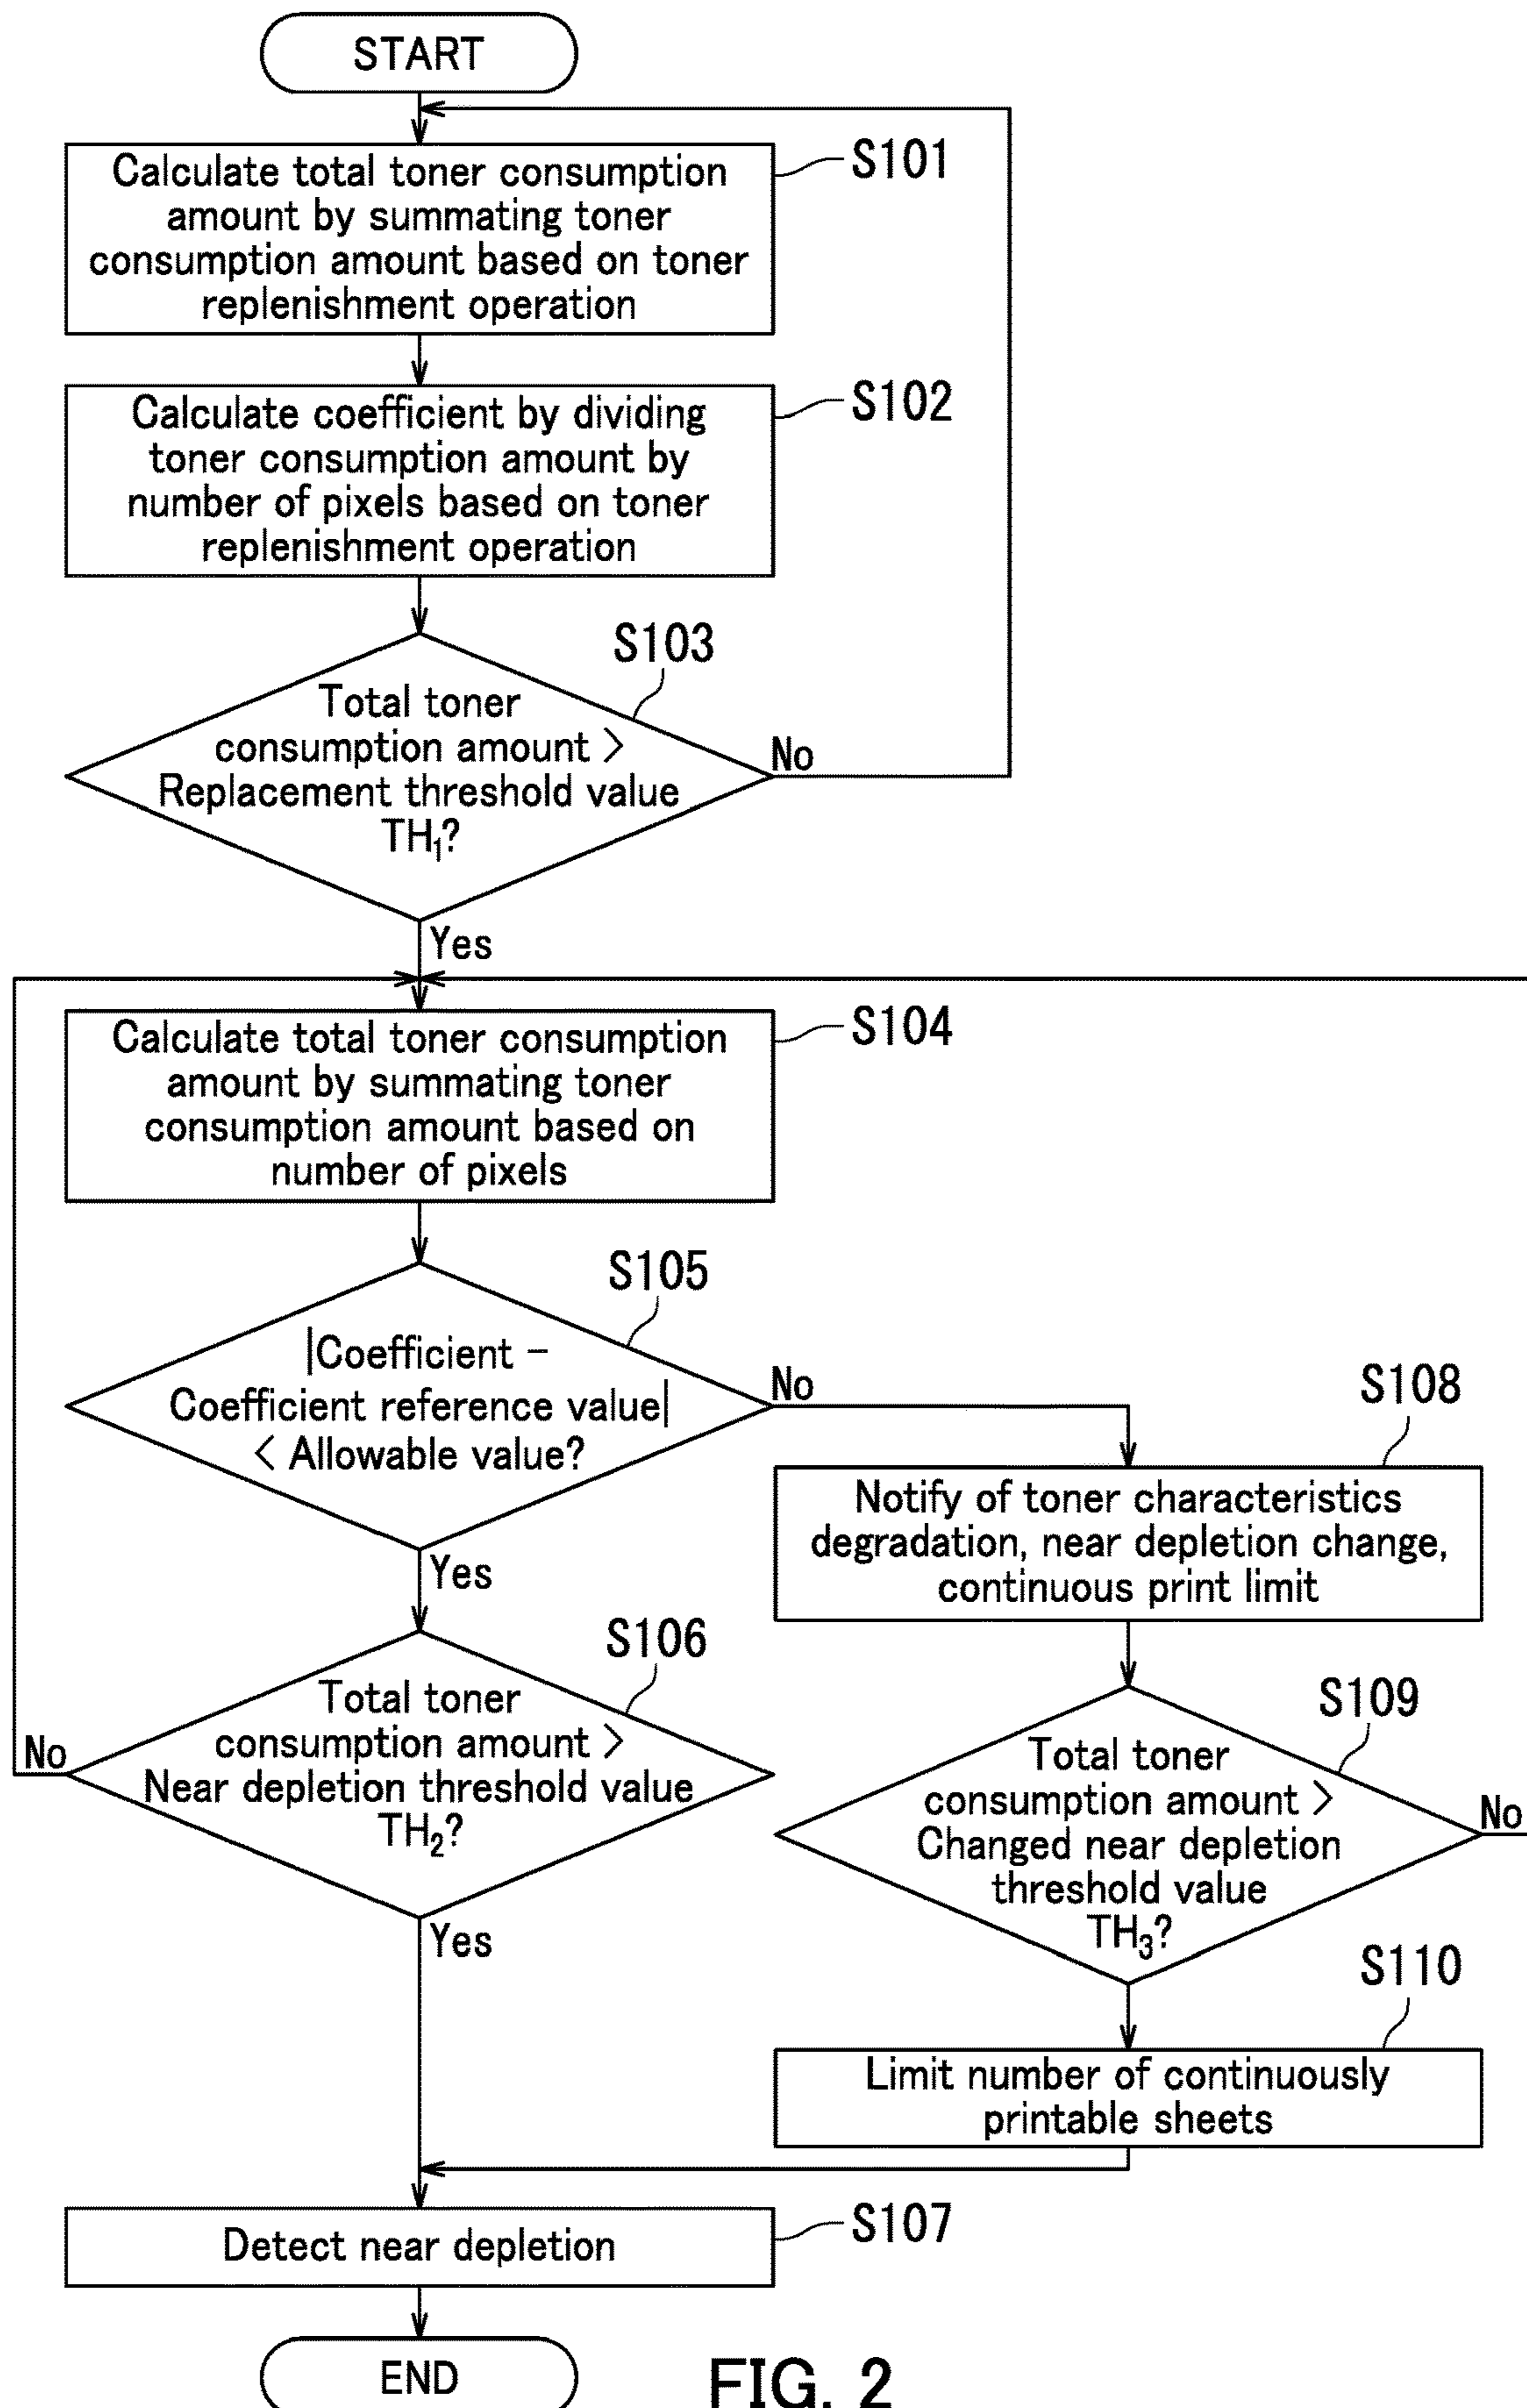 START
Calculate total toner consumption
amount by summating toner
consumption amount based on toner
replenishment operation
S101
Calculate coefficient by dividing
toner consumption amount by
number of pixels based on toner
replenishment operation
S102
S103
Total toner
consumption amount >
Replacement threshold value
TH₁?
No
Yes
Calculate total toner consumption
amount by summating toner
consumption amount based on
number of pixels
S104
S105
|Coefficient –
Coefficient reference value|
< Allowable value?
No
Yes
S108
Notify of toner characteristics
degradation, near depletion change,
continuous print limit
S106
Total toner
consumption amount >
Near depletion threshold value
TH₂?
No
Yes
S109
Total toner
consumption amount >
Changed near depletion
threshold value
TH₃?
No
S110
Limit number of continuously
printable sheets
Detect near depletion
S107
END
FIG. 2